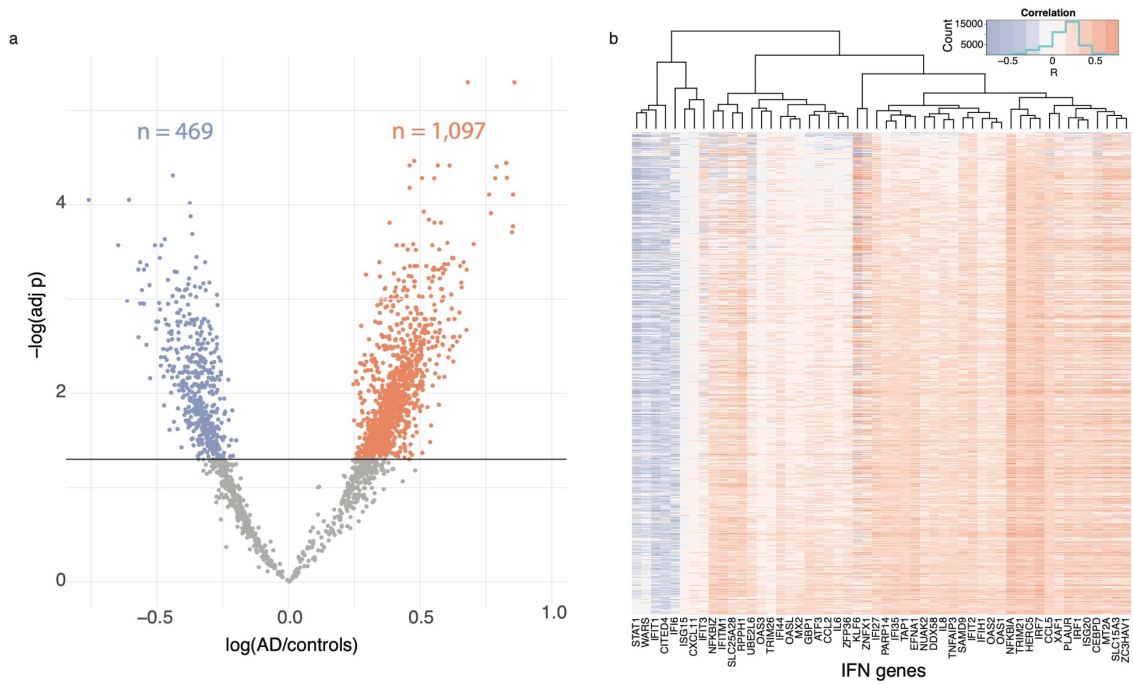 a
n = 469
n = 1,097
4
2
0
−log(adj p)
−0.5
0.0
0.5
1.0
log(AD/controls)
b
Correlation
15000
5000
Count
−0.5
0
0.5
R
STAT1
WARS
IFIT1
CITED4
IFI6
ISG15
CXCL11
IFIT3
NFKBIZ
IFITM1
SLC25A28
RPPH1
UBE2L6
OAS3
TRIM26
IFI44
OASL
MX2
GBP1
ATF3
CCL2
IL6
ZFP36
KLF6
ZNFX1
IFI27
PARP14
IFI35
TAP1
EFNA1
NUAK2
DDX58
IL8
TNFAIP3
SAMD9
IFIT2
IFIH1
OAS2
OAS1
NFKBIA
TRIM21
HERC5
IRF7
CCL5
XAF1
PLAUR
IRF1
ISG20
CEBPD
MT2A
SLC15A3
ZC3HAV1
IFN genes